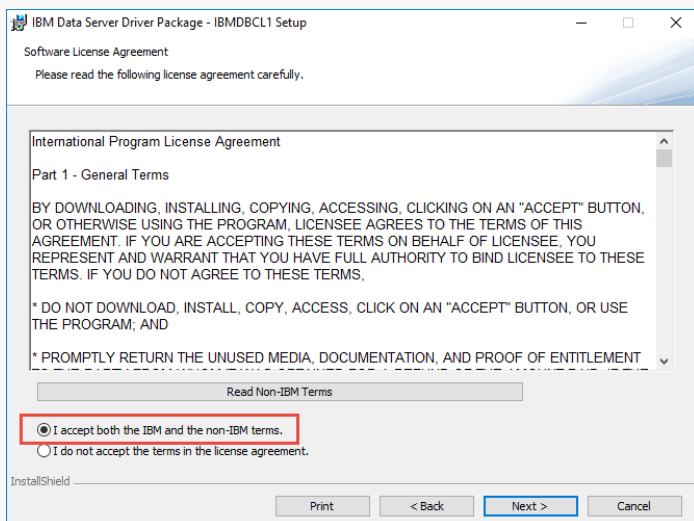 IBM Data Server Driver Package - IBMDBCL1 Setup
Software License Agreement
Please read the following license agreement carefully.
International Program License Agreement
Part 1 - General Terms
BY DOWNLOADING, INSTALLING, COPYING, ACCESSING, CLICKING ON AN "ACCEPT" BUTTON,
OR OTHERWISE USING THE PROGRAM, LICENSEE AGREES TO THE TERMS OF THIS
AGREEMENT. IF YOU ARE ACCEPTING THESE TERMS ON BEHALF OF LICENSEE, YOU
REPRESENT AND WARRANT THAT YOU HAVE FULL AUTHORITY TO BIND LICENSEE TO THESE
TERMS. IF YOU DO NOT AGREE TO THESE TERMS,
* DO NOT DOWNLOAD, INSTALL, COPY, ACCESS, CLICK ON AN "ACCEPT" BUTTON, OR USE
THE PROGRAM; AND
* PROMPTLY RETURN THE UNUSED MEDIA, DOCUMENTATION, AND PROOF OF ENTITLEMENT
Read Non-IBM Terms
I accept both the IBM and the non-IBM terms.
I do not accept the terms in the license agreement.
InstallShield
Print
< Back
Next >
Cancel